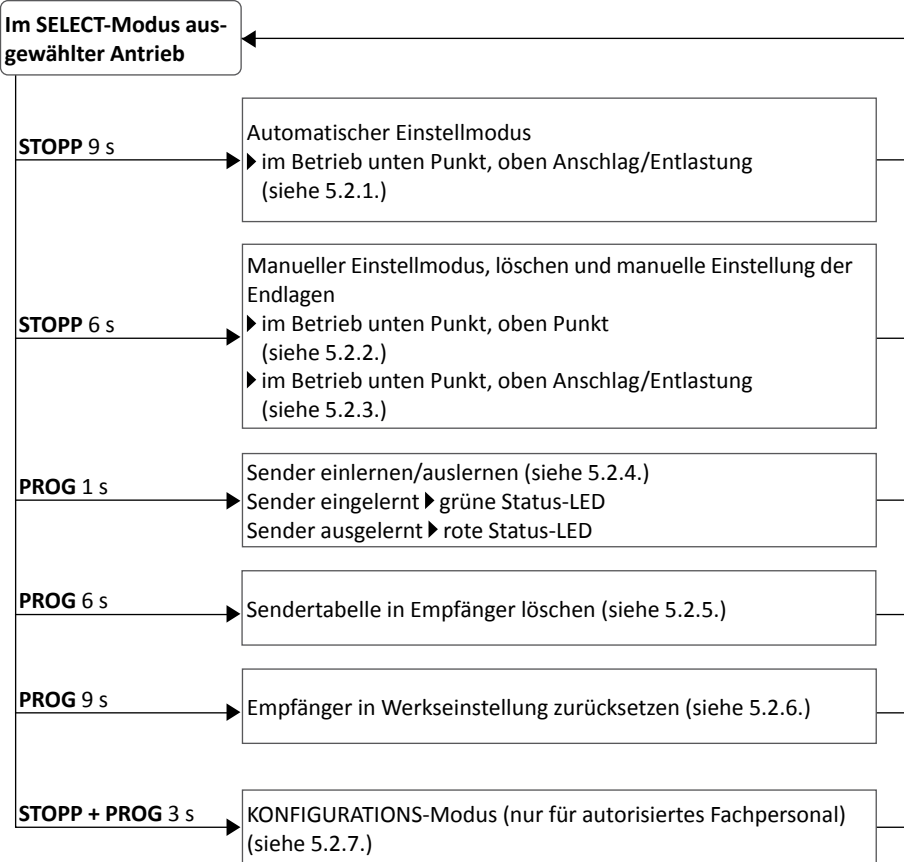 Im SELECT-Modus aus-
gewählter Antrieb
STOPP 9 s
Automatischer Einstellmodus
im Betrieb unten Punkt, oben Anschlag/Entlastung
(siehe 5.2.1.)
STOPP 6 s
Manueller Einstellmodus, löschen und manuelle Einstellung der
Endlagen
im Betrieb unten Punkt, oben Punkt
(siehe 5.2.2.)
im Betrieb unten Punkt, oben Anschlag/Entlastung
(siehe 5.2.3.)
PROG 1 s
Sender einlernen/auslernen (siehe 5.2.4.)
Sender eingelernt grüne Status-LED
Sender ausgelernt rote Status-LED
PROG 6 s
Sendertabelle in Empfänger löschen (siehe 5.2.5.)
PROG 9 s
Empfänger in Werkseinstellung zurücksetzen (siehe 5.2.6.)
STOPP + PROG 3 s
KONFIGURATIONS-Modus (nur für autorisiertes Fachpersonal)
(siehe 5.2.7.)